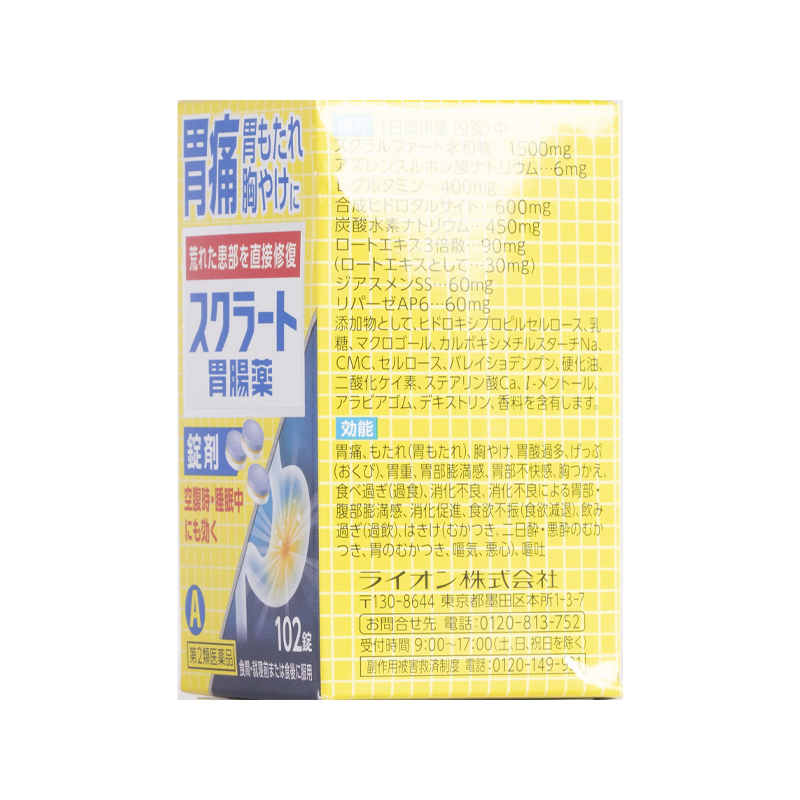 胃痛
胃もたれ
胸やけに
荒れた患部を直接修復
スクラート
胃腸薬
錠剤
空腹時・睡眠中
にも効く
A
第2類医薬品
102錠
食間・就寝前または食後に服用
成分 1日服用量(9錠)中
スクラルファート水和物…1500mg
アズレンスルホン酸ナトリウム…6mg
L-グルタミン…400mg
合成ヒドロタルサイト…600mg
炭酸水素ナトリウム…450mg
ロートエキス3倍散…90mg
(ロートエキスとして…30mg)
ジアスメンSS…60mg
リパーゼAP6…60mg
添加物として、ヒドロキシプロピルセルロース、乳
糖、マクロゴール、カルボキシメチルスターチNa、
CMC、セルロース、バレイショデンプン、硬化油、
二酸化ケイ素、ステアリン酸Ca、l-メントール、
アラビアゴム、デキストリン、香料を含有します。
効能
胃痛、もたれ(胃もたれ)、胸やけ、胃酸過多、げっぷ
(おくび)、胃重、胃部膨満感、胃部不快感、胸つかえ、
食べ過ぎ(過食)、消化不良、消化不良による胃部・
腹部膨満感、消化促進、食欲不振(食欲減退)、飲み
過ぎ(過飲)、はきけ(むかつき、二日酔・悪酔のむか
つき、胃のむかつき、嘔気、悪心)、嘔吐
ライオン株式会社
〒130-8644 東京都墨田区本所1-3-7
お問合せ先 電話:0120-813-752
受付時間 9:00〜17:00(土、日、祝日を除く)
副作用被害救済制度 電話:0120-149-931